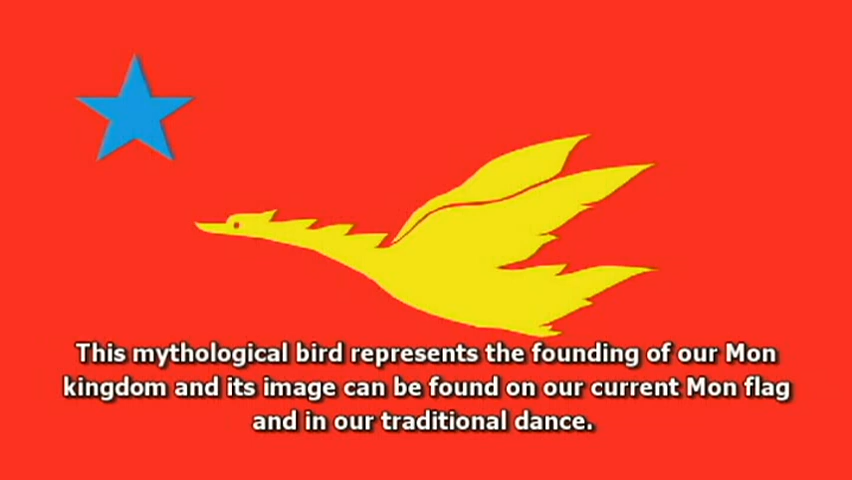 This mythological bird represents the founding of our Mon
kingdom and its image can be found on our current Mon flag
and in our traditional dance.